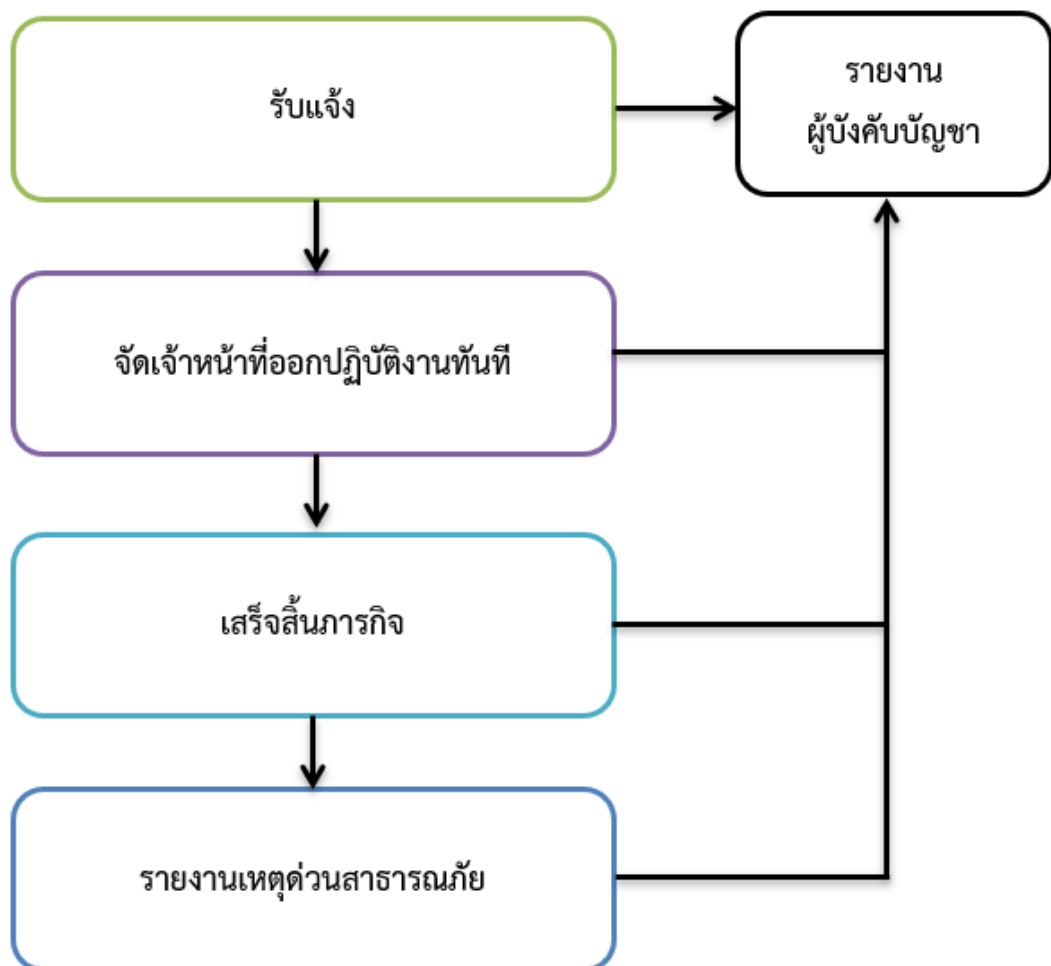 รับแจ้ง
รายงาน
ผู้บังคับบัญชา
จัดเจ้าหน้าที่ออกปฏิบัติงานทันที
เสร็จสิ้นภารกิจ
รายงานเหตุด่วนสาธารณภัย